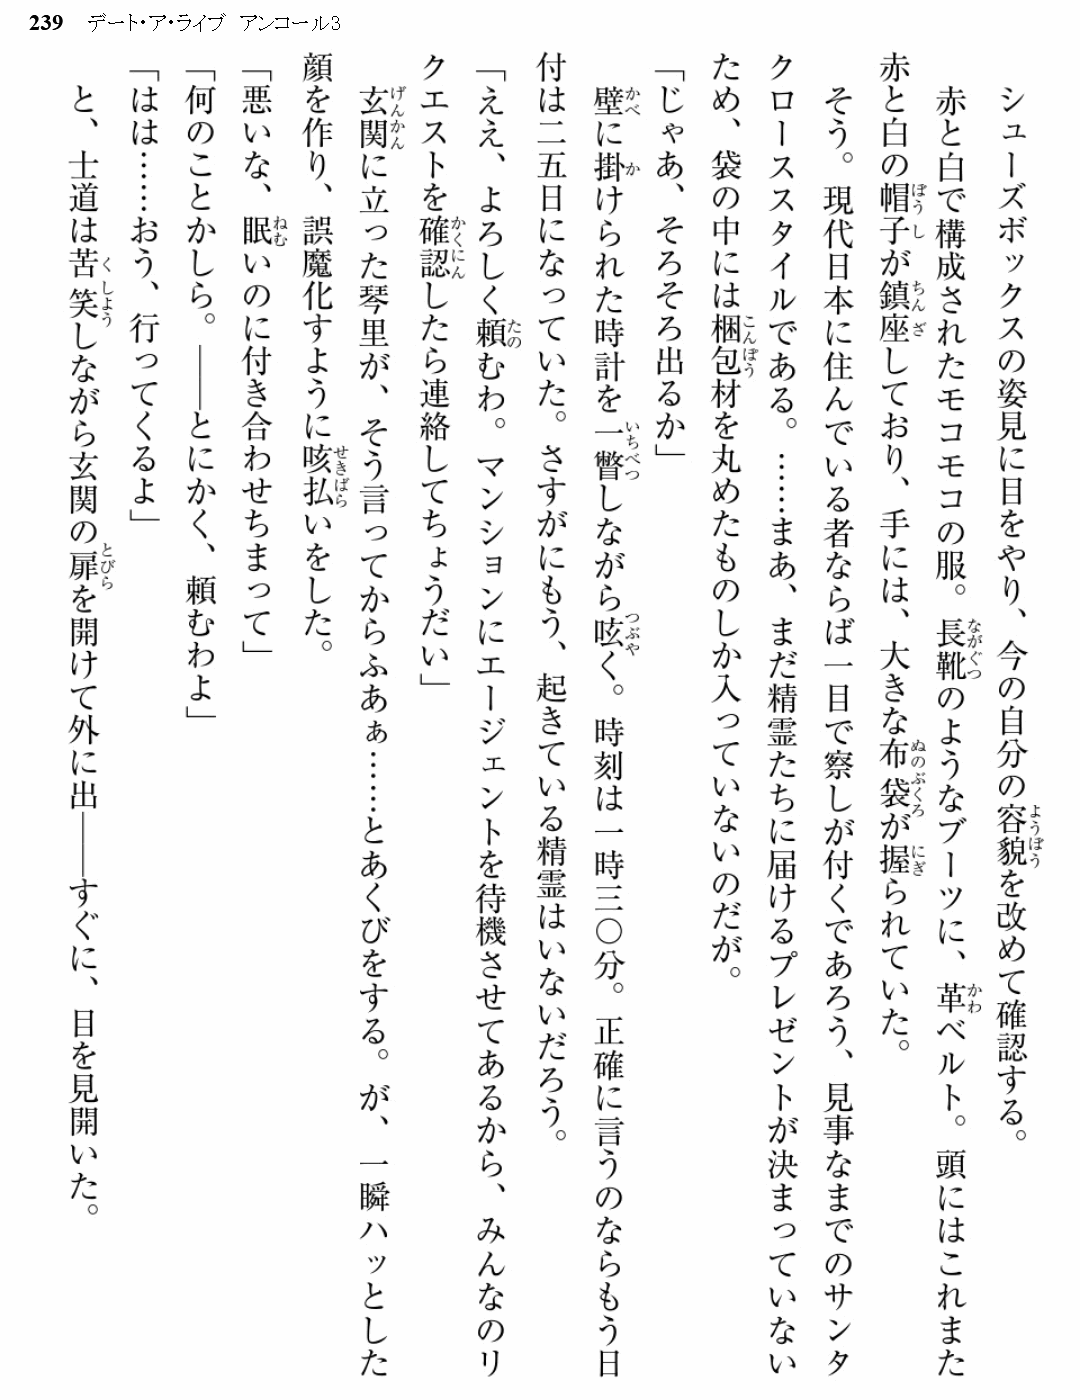 239 デート・ア・ライブ アンコール3
シューズボックスの姿見に目をやり、今の自分の容貌を改めて確認する。
赤と白で構成されたモコモコの服。長靴のようなブーツに、革ベルト。頭にはこれまた
赤と白の帽子が鎮座しており、手には、大きな布袋が握られていた。
そう。現代日本に住んでいる者ならば一目で察しが付くであろう、見事なまでのサンタ
クローススタイルである。……まあ、まだ精霊たちに届けるプレゼントが決まっていない
ため、袋の中には梱包材を丸めたものしか入っていないのだが。
「じゃあ、そろそろ出るか」
壁に掛けられた時計を一瞥しながら呟く。時刻は一時三〇分。正確に言うのならもう日
付は二五日になっていた。さすがにもう、起きている精霊はいないだろう。
「ええ、よろしく頼むわ。マンションにエージェントを待機させてあるから、みんなのリ
クエストを確認したら連絡してちょうだい」
玄関に立った琴里が、そう言ってからふあぁ……とあくびをする。が、一瞬ハッとした
顔を作り、誤魔化すように咳払いをした。
「悪いな、眠いのに付き合わせちまって」
「何のことかしら。――とにかく、頼むわよ」
「はは……おう、行ってくるよ」
と、士道は苦笑しながら玄関の扉を開けて外に出――すぐに、目を見開いた。